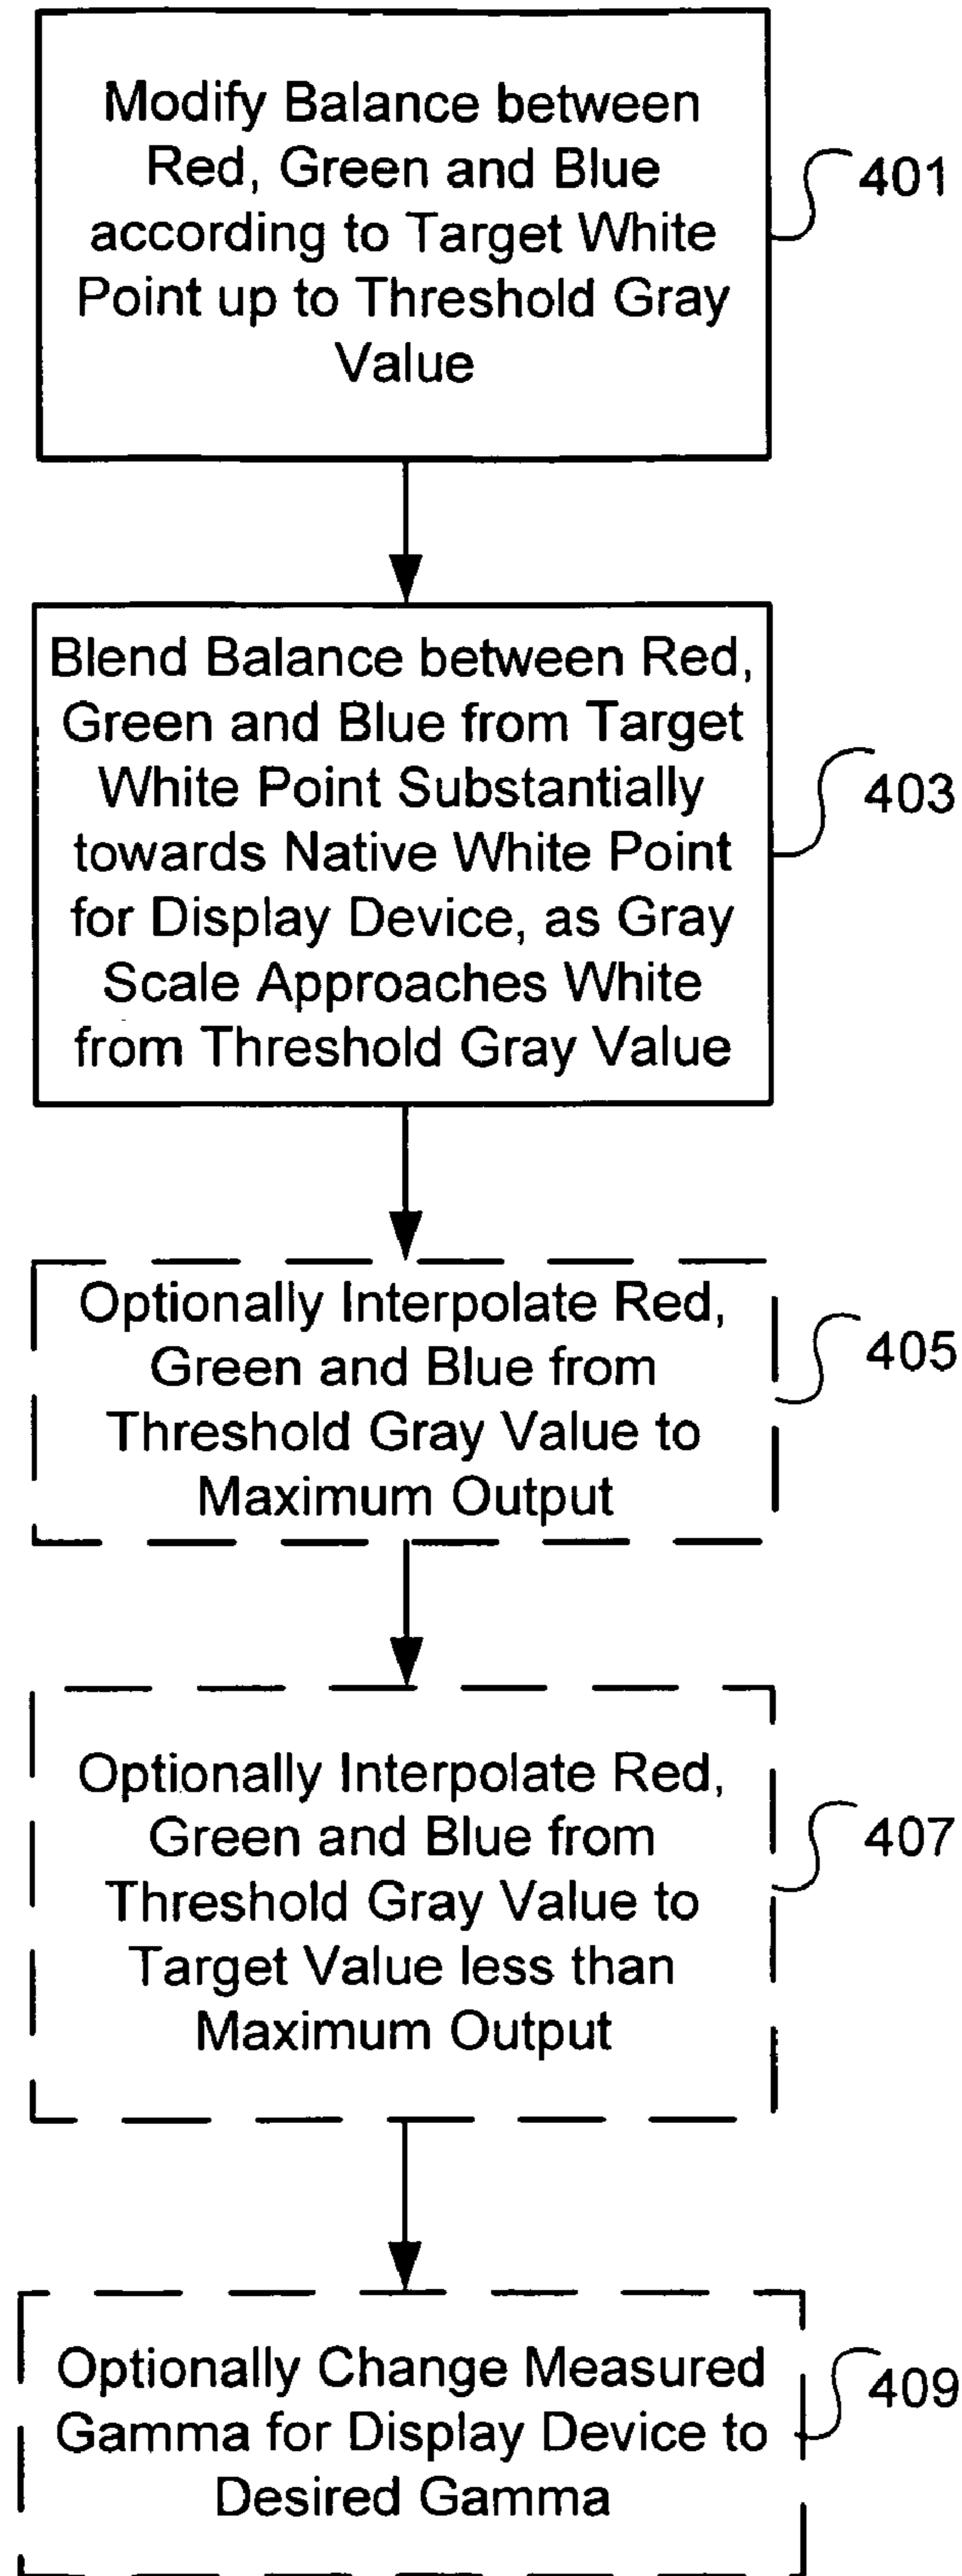 Modify Balance between
Red, Green and Blue
according to Target White
Point up to Threshold Gray
Value
401
Blend Balance between Red,
Green and Blue from Target
White Point Substantially
towards Native White Point
for Display Device, as Gray
Scale Approaches White
from Threshold Gray Value
403
Optionally Interpolate Red,
Green and Blue from
Threshold Gray Value to
Maximum Output
405
Optionally Interpolate Red,
Green and Blue from
Threshold Gray Value to
Target Value less than
Maximum Output
407
Optionally Change Measured
Gamma for Display Device to
Desired Gamma
409